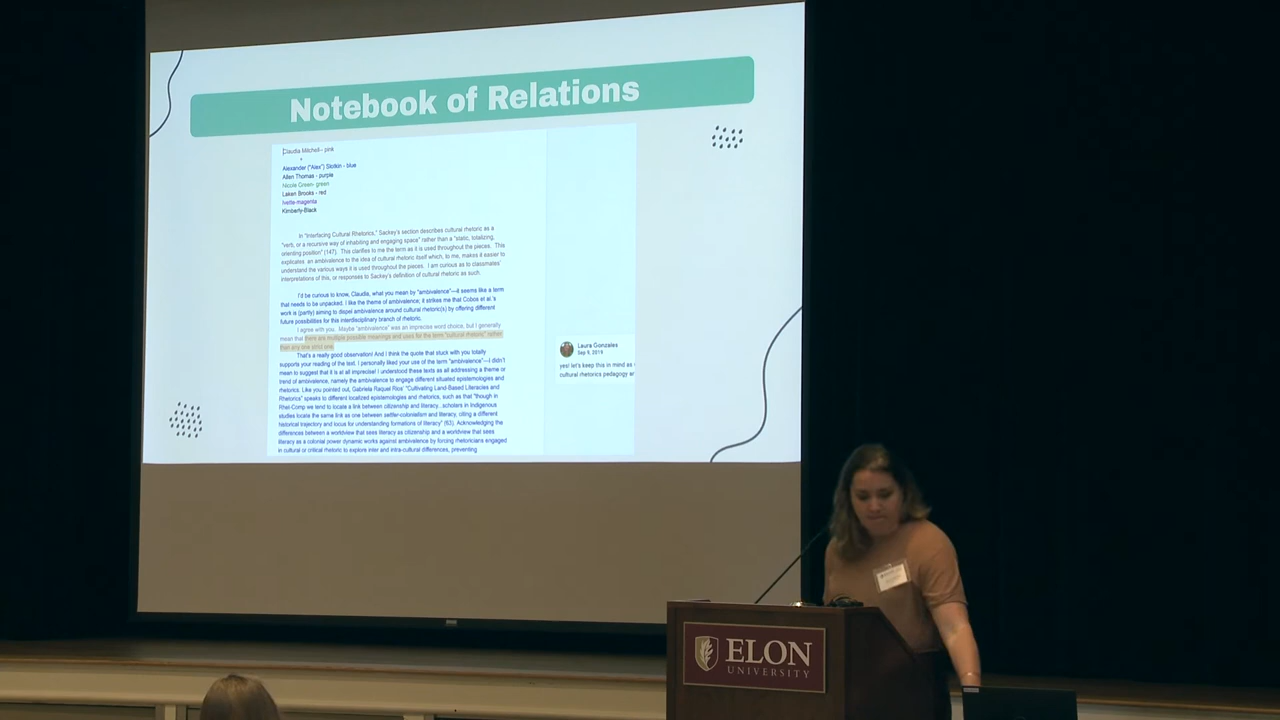 Notebook of Relations
Claudia Mitchell-- pink
Alexander ("Alex") Slotkin - blue
Allen Thomas - purple
Nicole Green- green
Laken Brooks - red
Ivette-magenta
Kimberly-Black
In "Interfacing Cultural Rhetorics," Sackey's section describes cultural rhetoric as a
"verb, or a recursive way of inhabiting and engaging space" rather than a "static, totalizing,
orienting position" (147). This clarifies to me the term as it is used throughout the pieces. This
explicates an ambivalence to the idea of cultural rhetoric itself which, to me, makes it easier to
understand the various ways it is used throughout the pieces. I am curious as to classmates'
interpretations of this, or responses to Sackey's definition of cultural rhetoric as such.
I'd be curious to know, Claudia, what you mean by "ambivalence"—it seems like a term
that needs to be unpacked. I like the theme of ambivalence; it strikes me that Cobos et al.'s
work is (partly) aiming to dispel ambivalence around cultural rhetoric(s) by offering different
future possibilities for this interdisciplinary branch of rhetoric.
I agree with you. Maybe "ambivalence" was an imprecise word choice, but I generally
mean that there are multiple possible meanings and uses for the term "cultural rhetoric" rather
than any one strict one.
That's a really good observation! And I think the quote that stuck with you totally
supports your reading of the text. I personally liked your use of the term "ambivalence"—I didn't
mean to suggest that it is at all imprecise! I understood these texts as all addressing a theme or
trend of ambivalence, namely the ambivalence to engage different situated epistemologies and
rhetorics. Like you pointed out, Gabriela Raquel Rios' "Cultivating Land-Based Literacies and
Rhetorics" speaks to different localized epistemologies and rhetorics, such as that "though in
Rhet-Comp we tend to locate a link between citizenship and literacy...scholars in Indigenous
studies locate the same link as one between settler-colonialism and literacy, citing a different
historical trajectory and locus for understanding formations of literacy" (63). Acknowledging the
differences between a worldview that sees literacy as citizenship and a worldview that sees
literacy as a colonial power dynamic works against ambivalence by forcing rhetoricians engaged
in cultural or critical rhetoric to explore inter and intra-cultural differences, preventing
Laura Gonzales
Sep 9, 2019
yes! let's keep this in mind as
cultural rhetorics pedagogy
ELON
UNIVERSITY